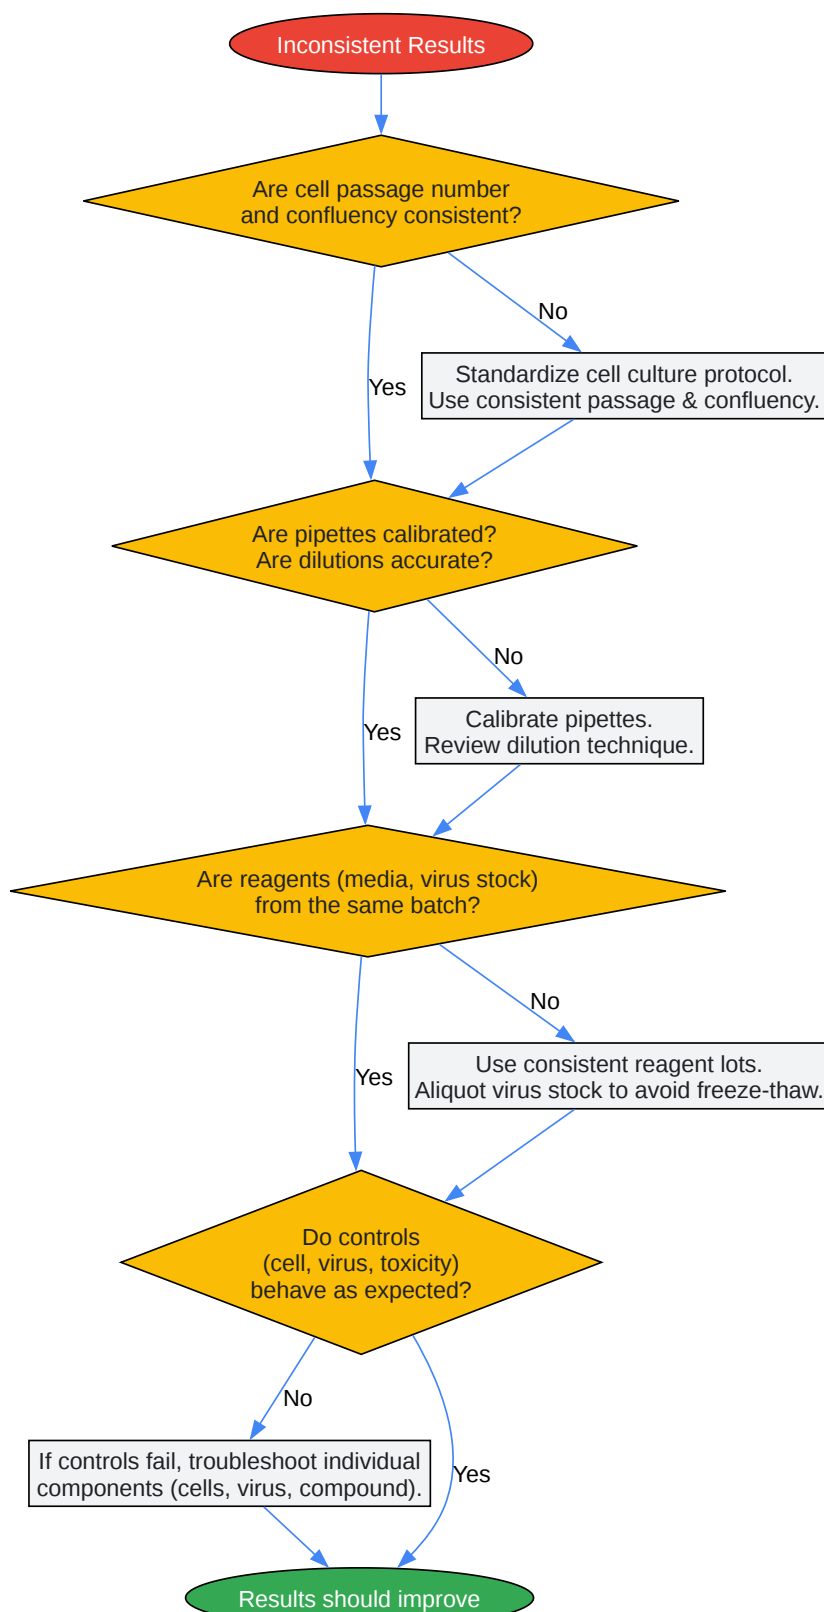 Inconsistent Results
Are cell passage number
and confluency consistent?
No
Standardize cell culture protocol.
Use consistent passage & confluency.
Yes
Are pipettes calibrated?
Are dilutions accurate?
No
Calibrate pipettes.
Review dilution technique.
Yes
Are reagents (media, virus stock)
from the same batch?
No
Use consistent reagent lots.
Aliquot virus stock to avoid freeze-thaw.
Yes
Do controls
(cell, virus, toxicity)
behave as expected?
No
If controls fail, troubleshoot individual
components (cells, virus, compound).
Yes
Results should improve